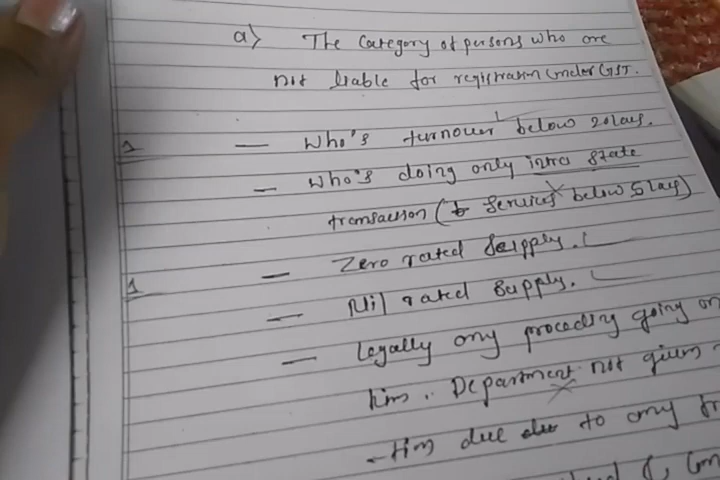 a) The Category of persons who are
not liable for registration under GST.
1 — Who's turnover below 20 lacs.
— Who's doing only intra state
transaction ( services below 5 lacs)
— Zero rated supply.
1 — Nil rated supply.
— Legally any proceding going on
him. Department not given
him due to any